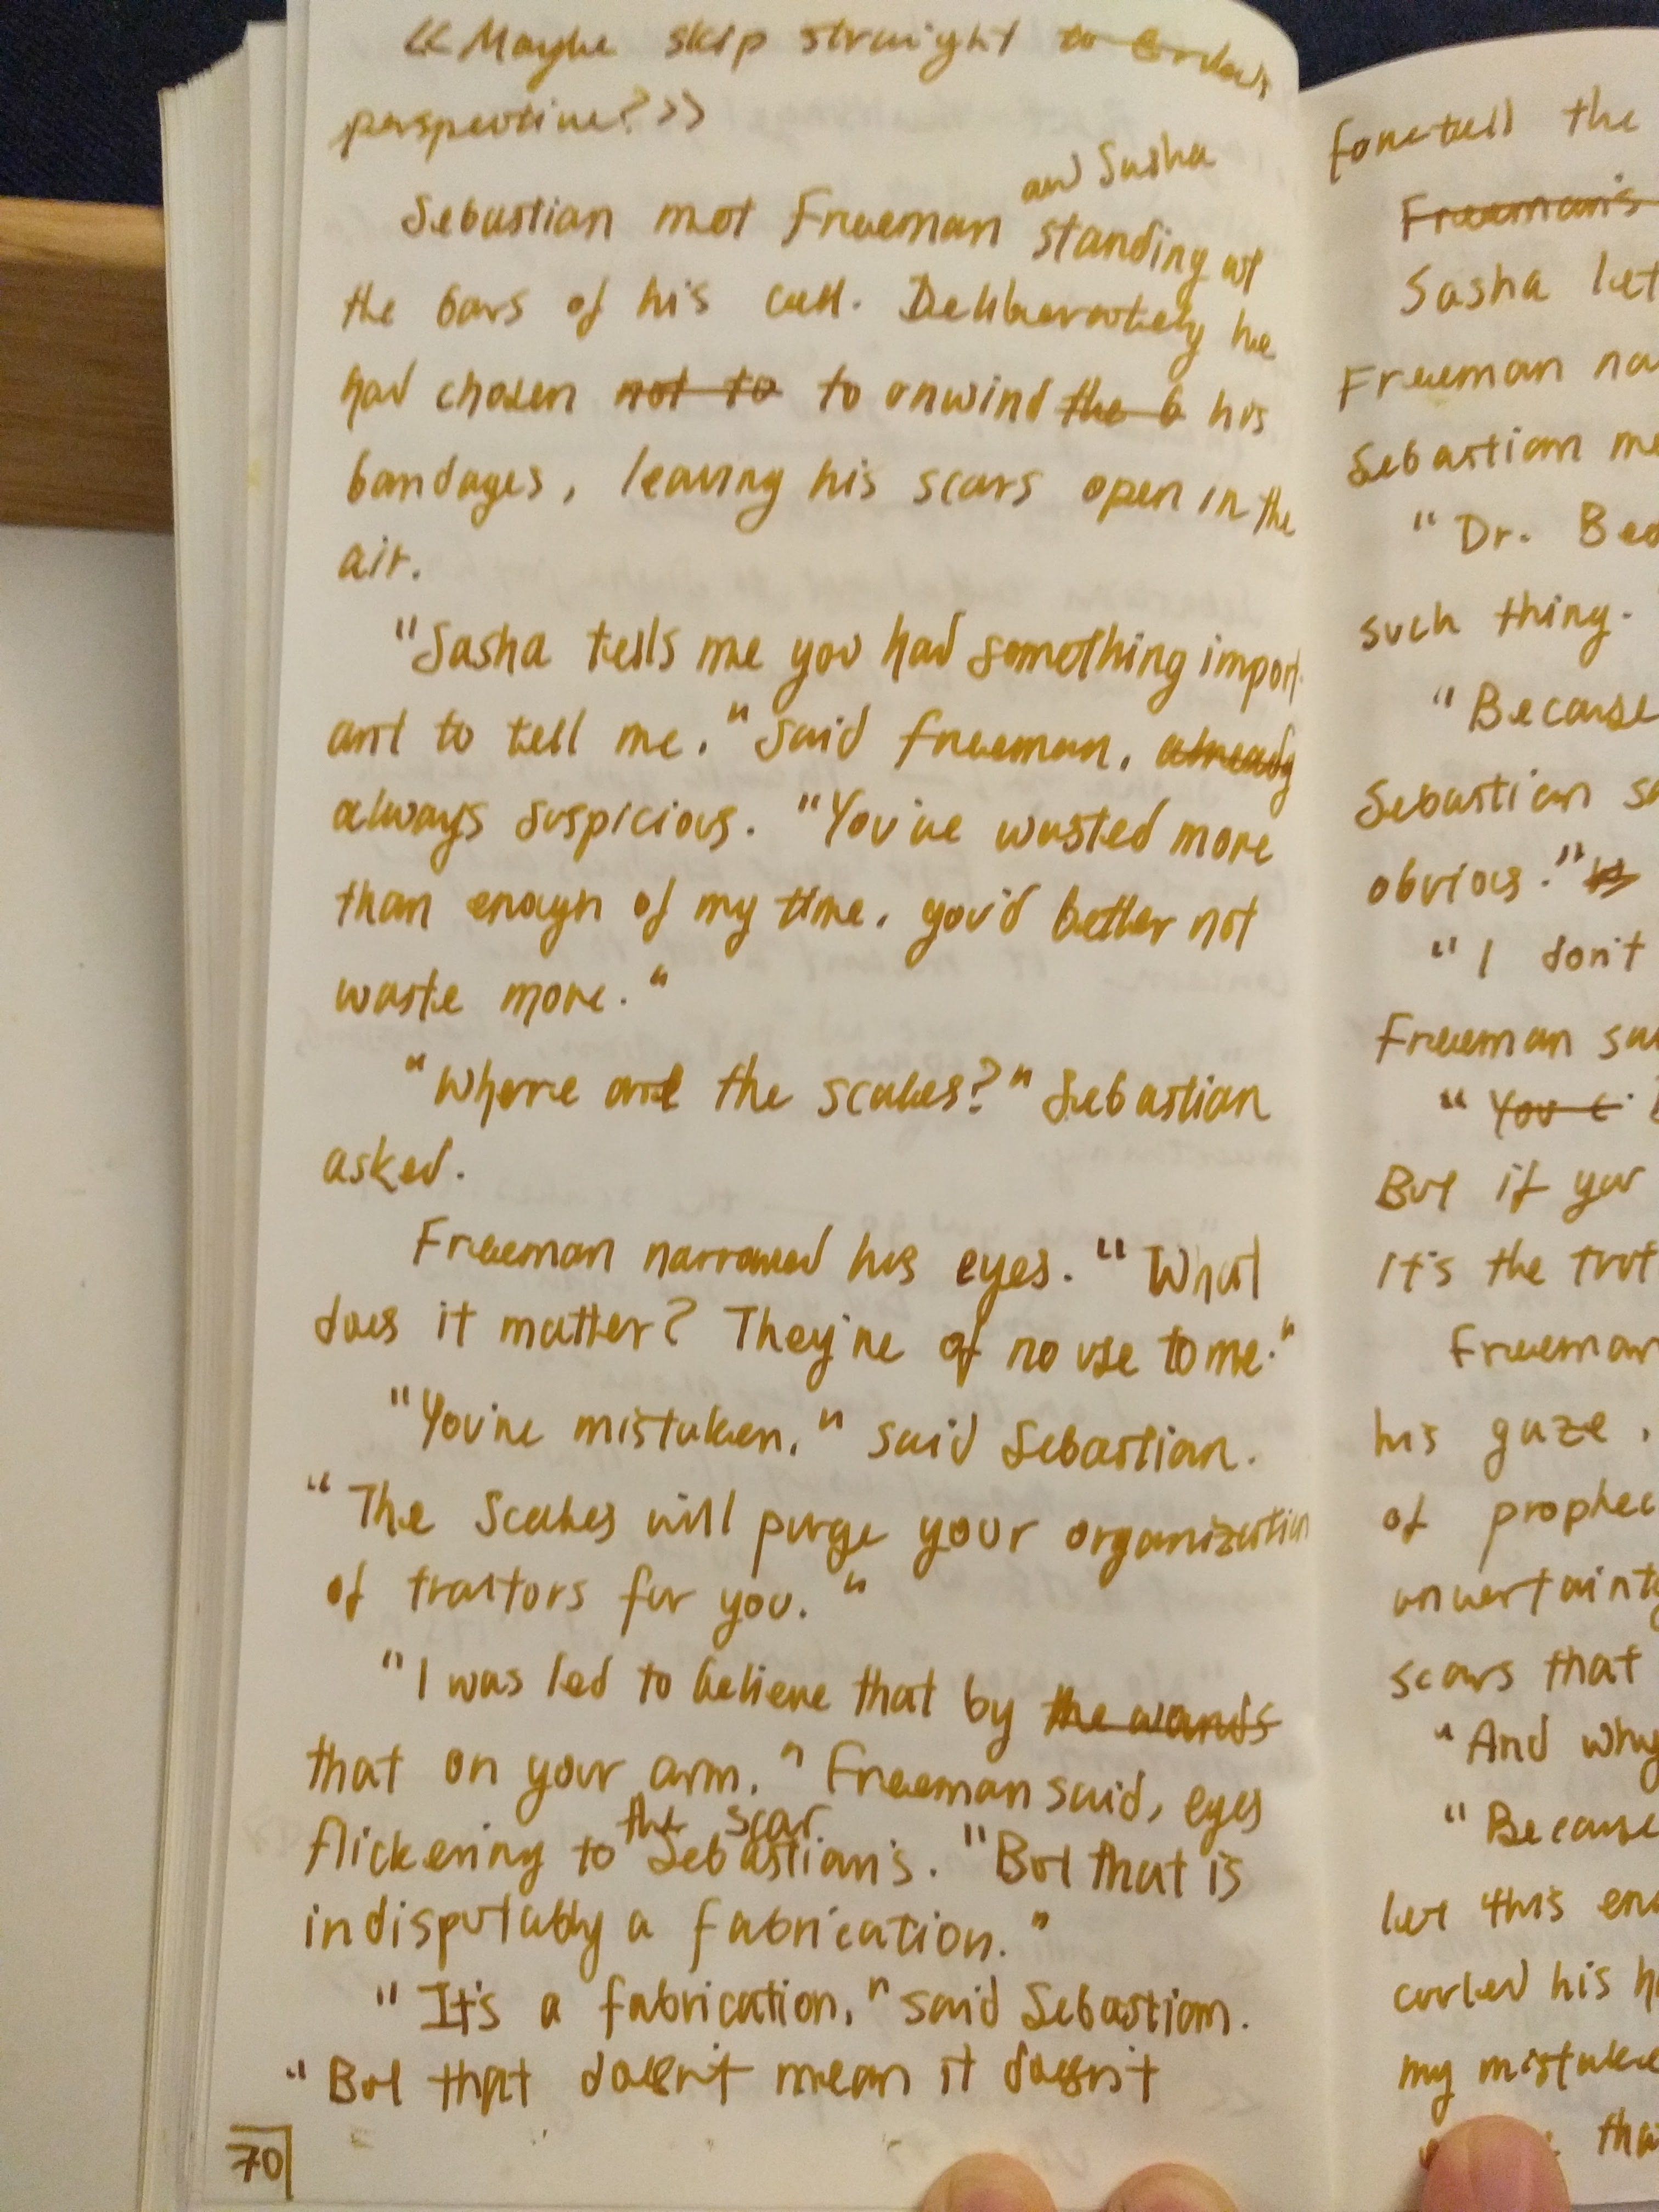 <<Maybe skip straight to
perspective?>>
Sebastian met Freeman and Sasha standing at
the bars of his cell. Deliberately he
had chosen not to to unwind the b his
bandages, leaving his scars open in the
air.
"Sasha tells me you had something import-
ant to tell me." Said Freeman, already
always suspicious. "You've wasted more
than enough of my time, you'd better not
waste more."
"Where are the scales?" Sebastian
asked.
Freeman narrowed his eyes. "What
does it matter? They're of no use to me."
"You're mistaken," said Sebastian.
"The Scales will purge your organization
of traitors for you."
"I was led to believe that by the words
that on your arm," Freeman said, eyes
flickering to the scar Sebastian's. "But that is
indisputably a fabrication."
"It's a fabrication," said Sebastian.
"But that doesn't mean it doesn't
70
foretell the
Freeman's
Sasha let
Freeman na
Sebastian me
"Dr. Bed
such thing.
"Because
Sebastian sa
obvious."
"I don't
Freeman sai
"You c
But if you
it's the trut
Freeman
his gaze,
of prophec
uncertainty
scars that
"And why
"Because
let this en
curled his h
my mistake
tha